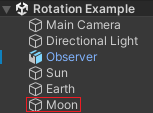 Rotation Example
Main Camera
Directional Light
Observer
Sun
Earth
Moon